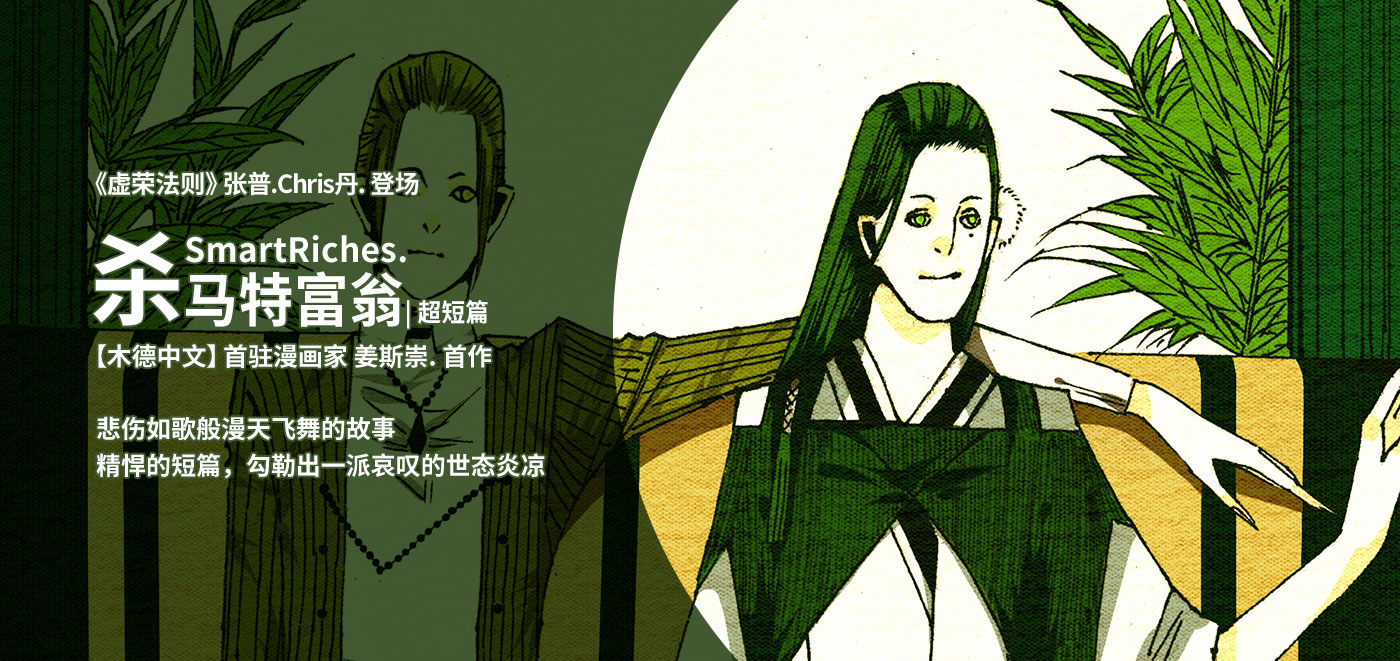 《虚荣法则》张普.Chris丹. 登场
SmartRiches.
杀马特富翁 | 超短篇
【木德中文】首驻漫画家 姜斯崇. 首作
悲伤如歌般漫天飞舞的故事
精悍的短篇，勾勒出一派哀叹的世态炎凉